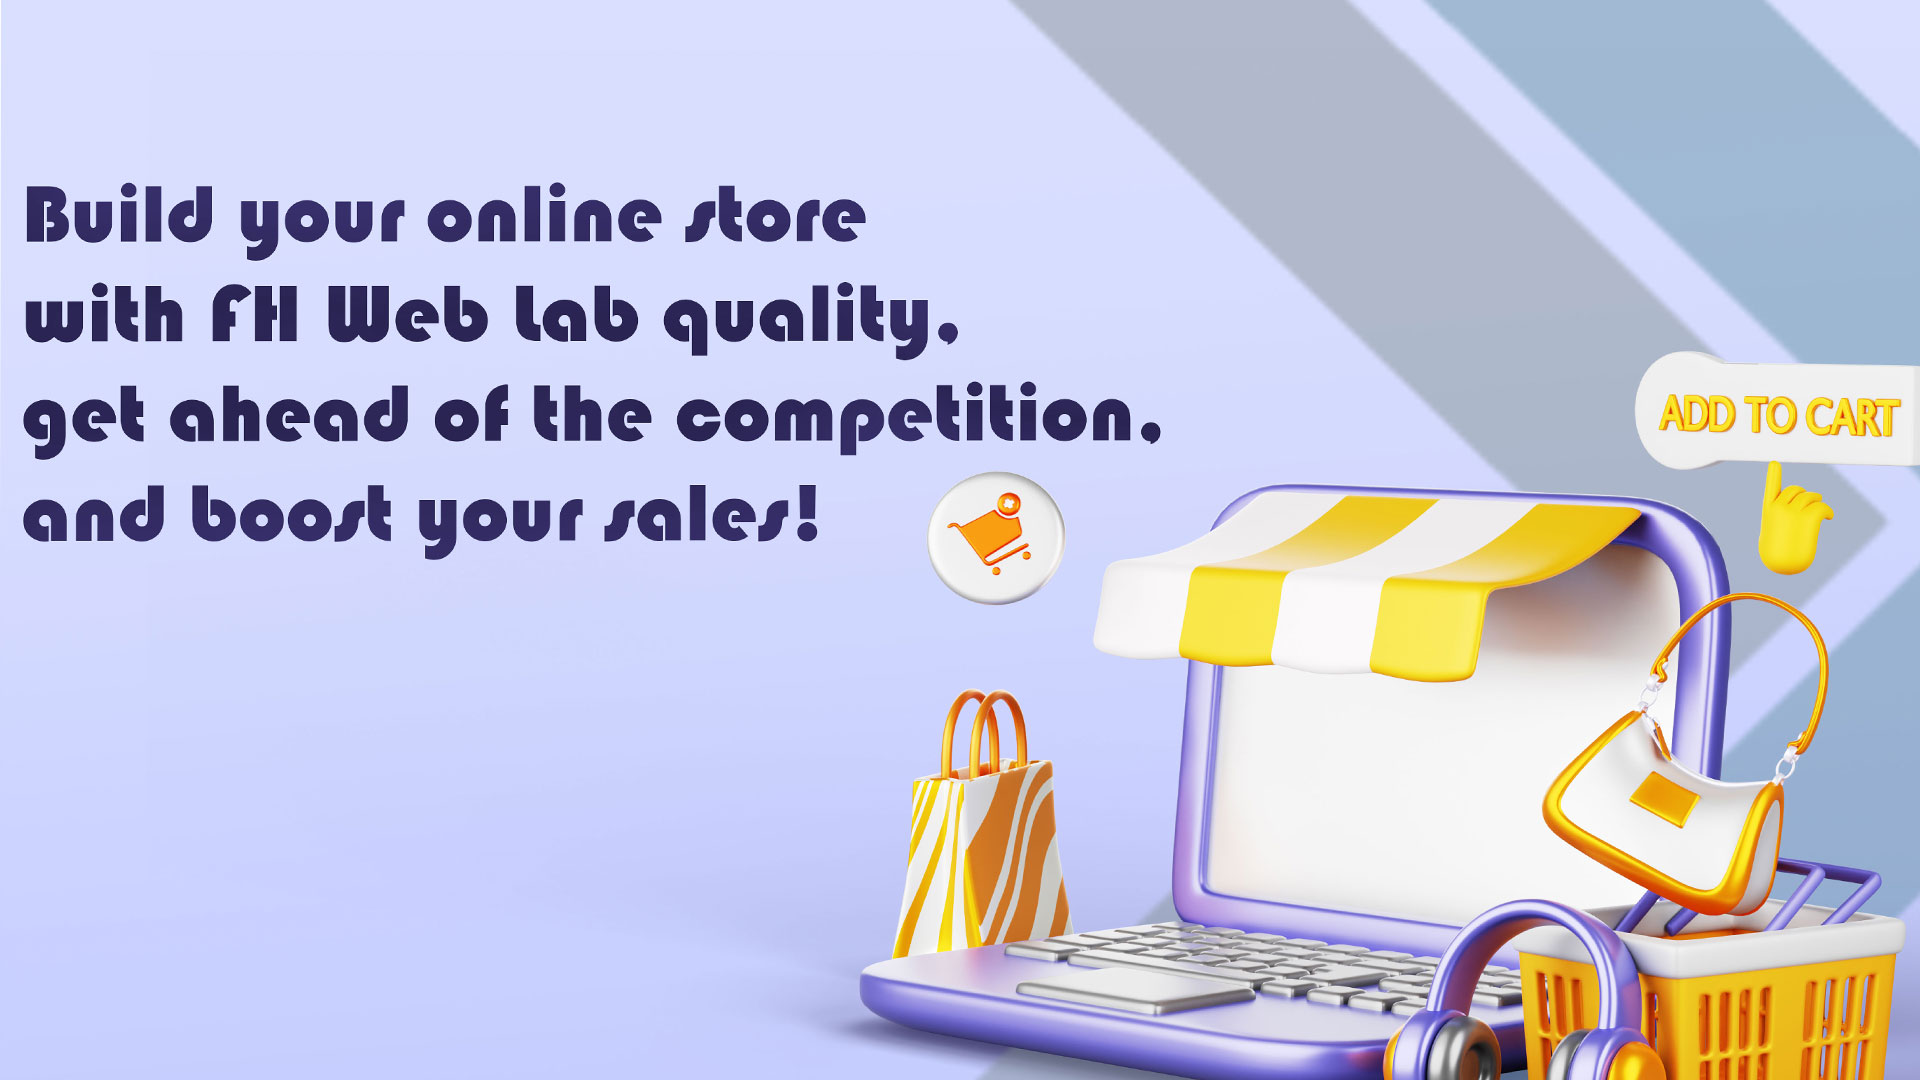 Build your online store
with FH Web Lab quality,
get ahead of the competition,
and boost your sales!
ADD TO CART